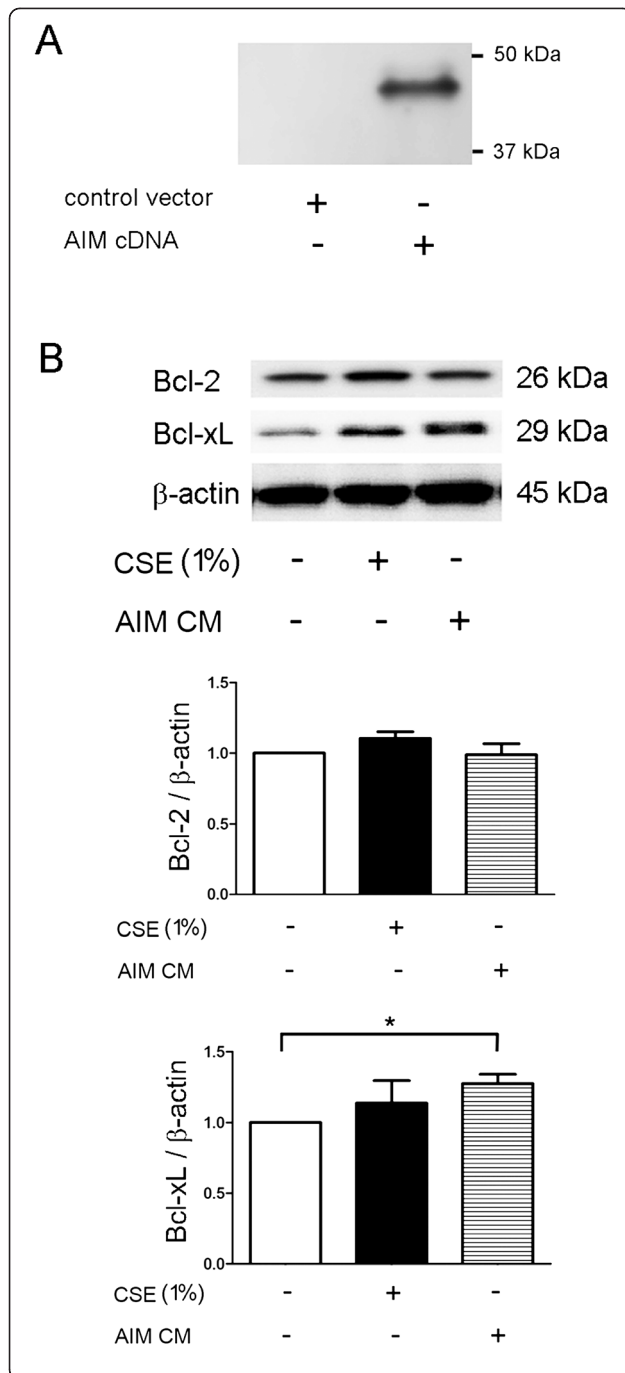 A
50 kDa
37 kDa
control vector + -
AIM cDNA - +
B
Bcl-2 26 kDa
Bcl-xL 29 kDa
β-actin 45 kDa
CSE (1%) - + -
AIM CM - - +
Bcl-2 / β-actin
1.5
1.0
0.5
0.0
CSE (1%) - + -
AIM CM - - +
*
Bcl-xL / β-actin
1.5
1.0
0.5
0.0
CSE (1%) - + -
AIM CM - - +